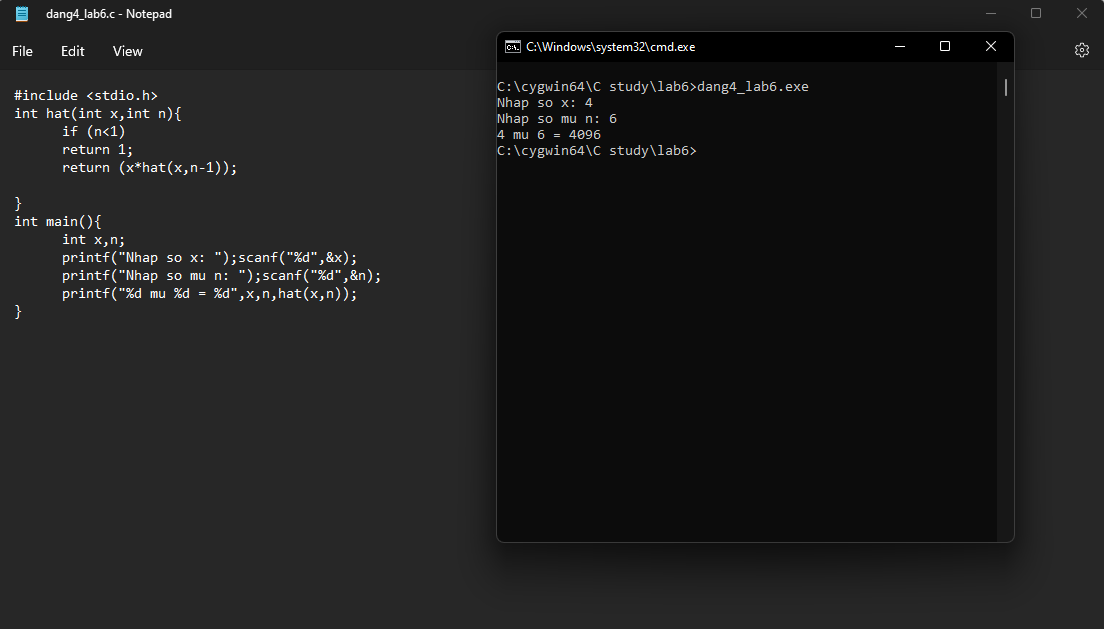 dang4_lab6.c - Notepad
File Edit View
#include <stdio.h>
int hat(int x,int n){
if (n<1)
return 1;
return (x*hat(x,n-1));
}
int main(){
int x,n;
printf("Nhap so x: ");scanf("%d",&x);
printf("Nhap so mu n: ");scanf("%d",&n);
printf("%d mu %d = %d",x,n,hat(x,n));
}
C:\Windows\system32\cmd.exe
C:\cygwin64\C study\lab6>dang4_lab6.exe
Nhap so x: 4
Nhap so mu n: 6
4 mu 6 = 4096
C:\cygwin64\C study\lab6>